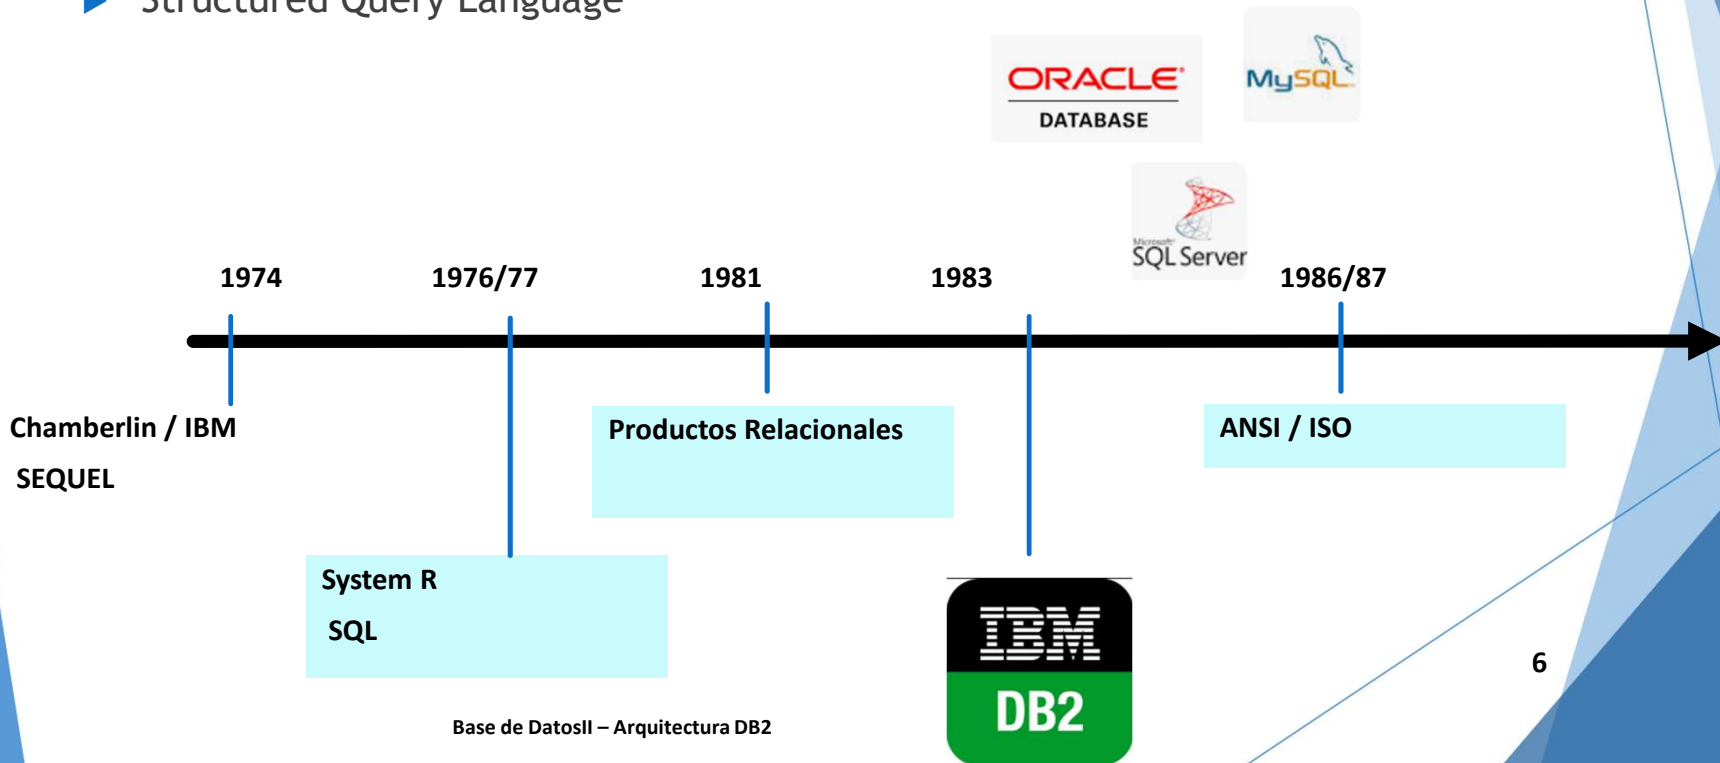 Structured Query Language
ORACLE
DATABASE
MySQL
Microsoft
SQL Server
1974
1976/77
1981
1983
1986/87
Chamberlin / IBM
SEQUEL
Productos Relacionales
ANSI / ISO
System R
SQL
IBM
DB2
6
Base de DatosII – Arquitectura DB2